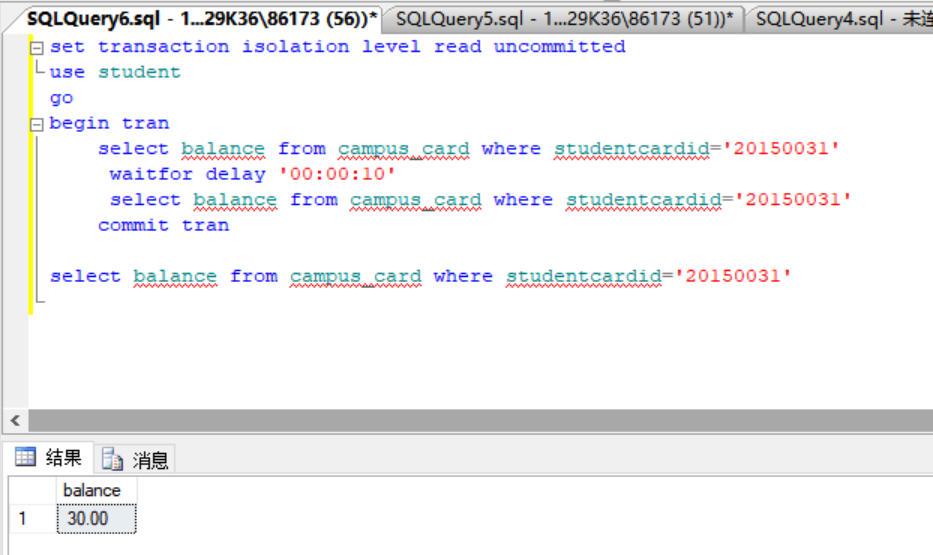 SQLQuery6.sql - 1...29K36\86173 (56))* SQLQuery5.sql - 1...29K36\86173 (51))* SQLQuery4.sql - 未连
set transaction isolation level read uncommitted
use student
go
begin tran
select balance from campus_card where studentcardid='20150031'
waitfor delay '00:00:10'
select balance from campus_card where studentcardid='20150031'
commit tran
select balance from campus_card where studentcardid='20150031'
结果 消息
balance
1 30.00